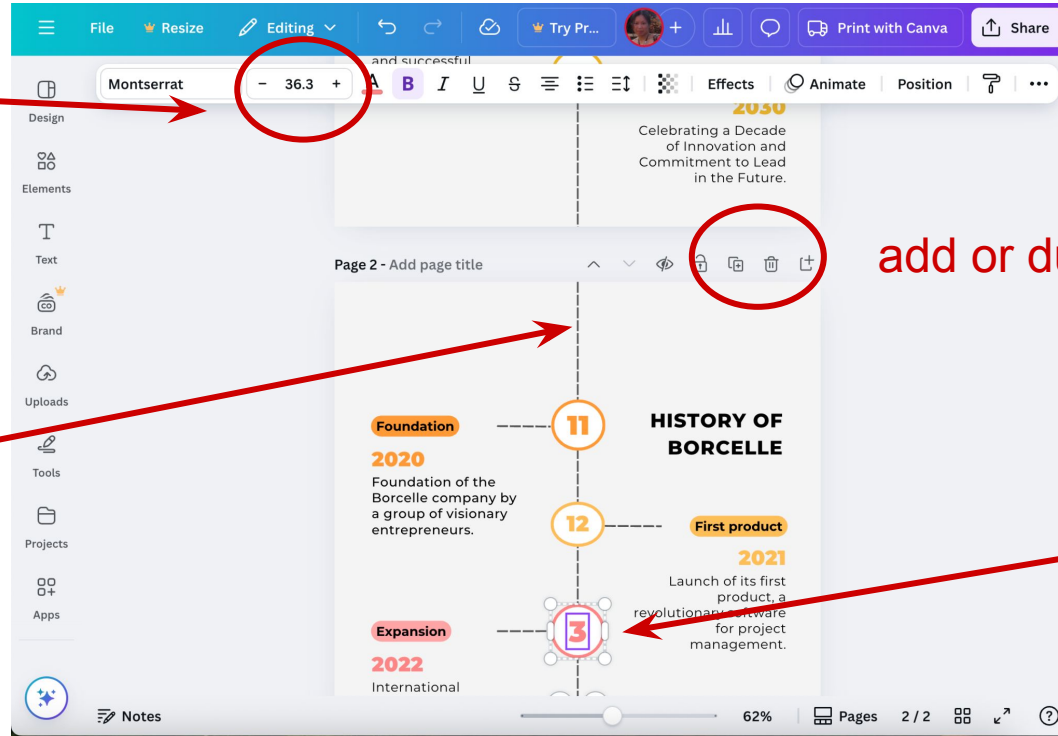 File Resize Editing Try Pr... + Print with Canva Share
and successful
Montserrat - 36.3 + A B I U S Effects Animate Position
Design
Elements
Text
Brand
Uploads
Tools
Projects
Apps
2030
Celebrating a Decade
of Innovation and
Commitment to Lead
in the Future.
Page 2 - Add page title
add or du
Foundation
11
HISTORY OF
BORCELLE
2020
Foundation of the
Borcelle company by
a group of visionary
entrepreneurs.
12
First product
2021
Launch of its first
product, a
revolutionary software
for project
management.
Expansion
3
2022
International
Notes 62% Pages 2 / 2 ?